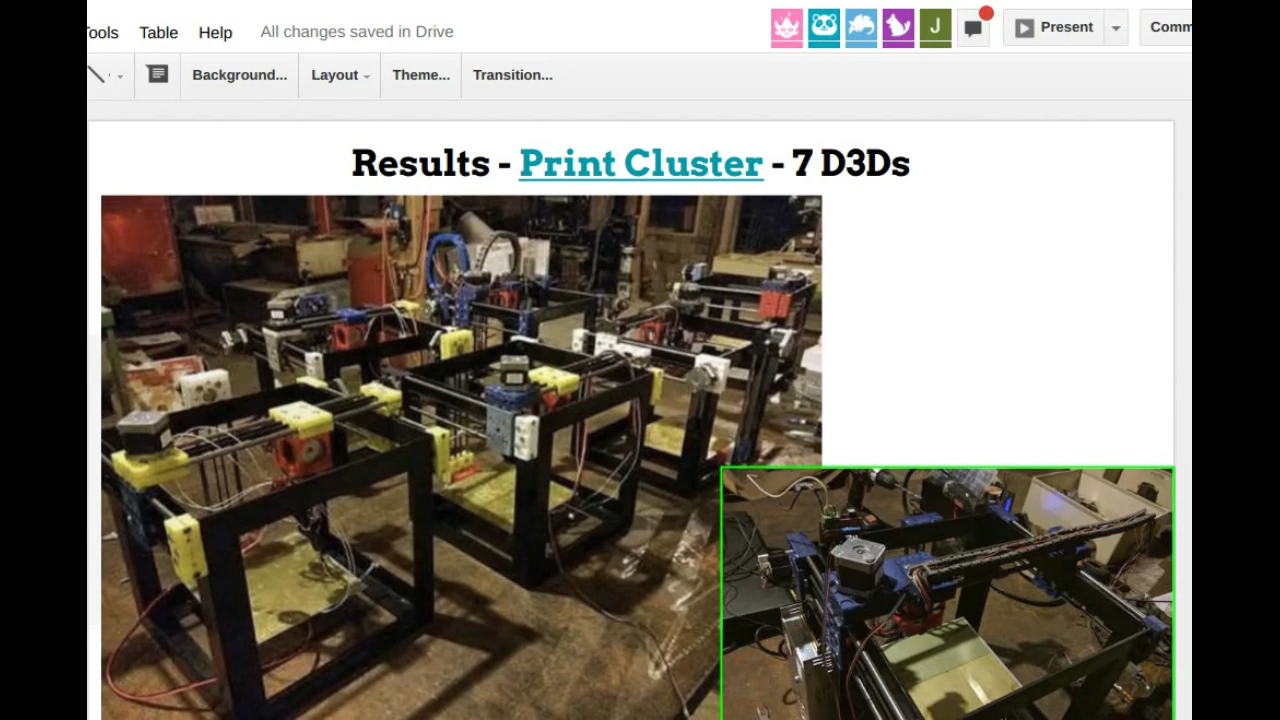 Tools Table Help All changes saved in Drive J Present Comm
Background... Layout Theme... Transition...
Results - Print Cluster - 7 D3Ds